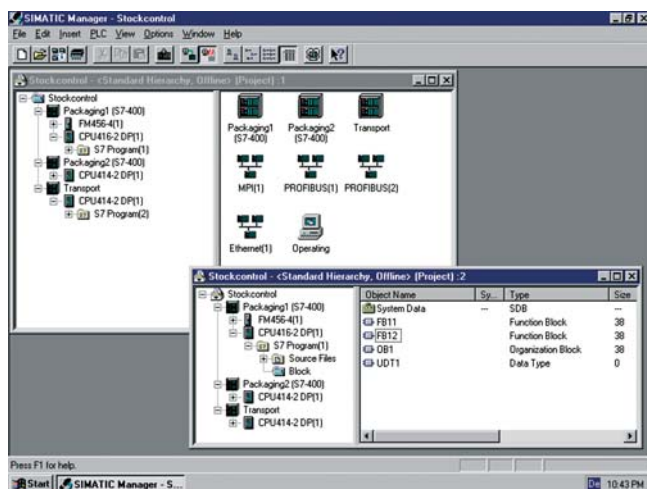 SIMATIC Manager - Stockcontrol
File Edit Insert PLC View Options Window Help
Stockcontrol - <Standard Hierarchy, Offline> (Project) :1
Stockcontrol
Packaging1 (S7-400)
FM456-4(1)
CPU416-2 DP(1)
S7 Program(1)
Packaging2 (S7-400)
CPU414-2 DP(1)
Transport
CPU414-2 DP(1)
S7 Program(2)
Packaging1 (S7-400)
Packaging2 (S7-400)
Transport
MPI(1) PROFIBUS(1) PROFIBUS(2)
Ethernet(1) Operating
Stockcontrol - <Standard Hierarchy, Offline> (Project) :2
Stockcontrol
Packaging1 (S7-400)
FM456-4(1)
CPU416-2 DP(1)
S7 Program(1)
Source Files
Block
Packaging2 (S7-400)
CPU414-2 DP(1)
Transport
CPU414-2 DP(1)
Object Name Sy... Type Size
System Data --- SDB ---
FB11 Function Block 38
FB12 Function Block 38
OB1 Organization Block 38
UDT1 Data Type 0
Press F1 for help.
Start SIMATIC Manager - S... De 10:43 PM